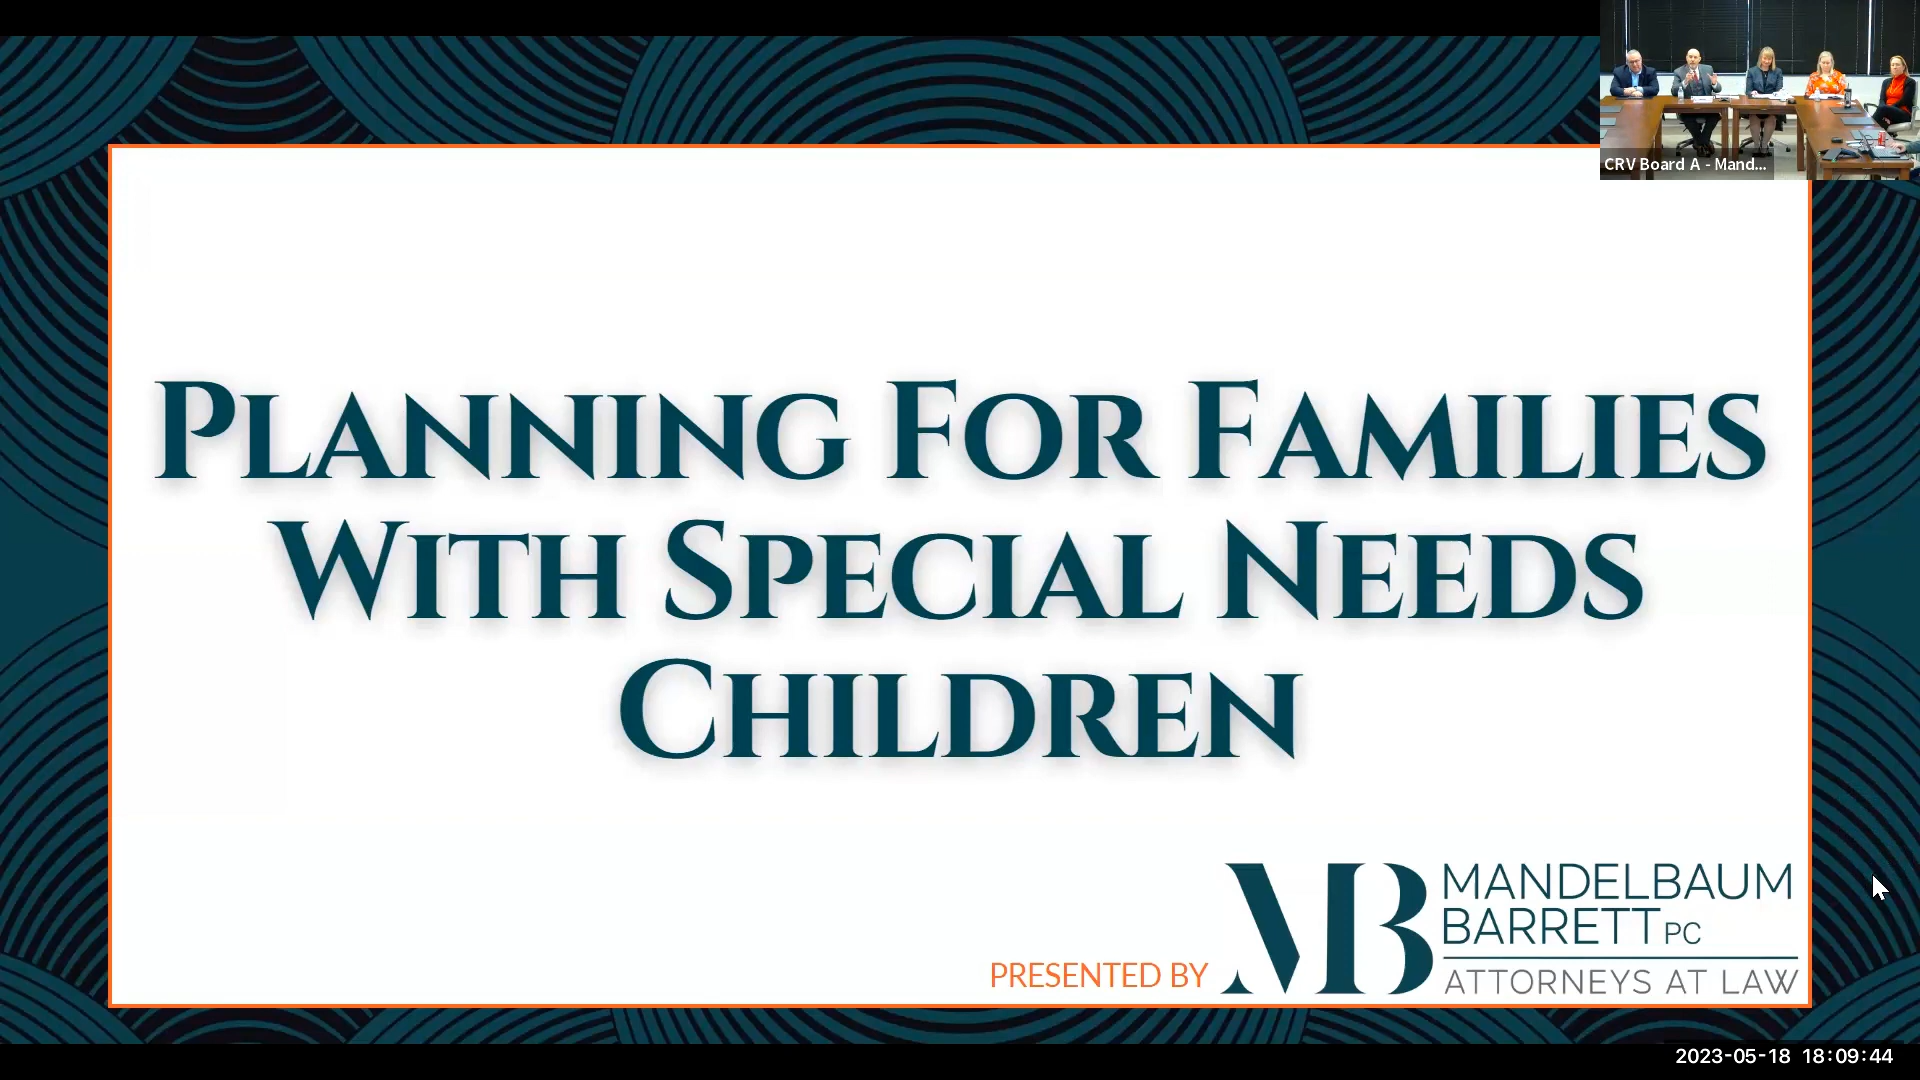 CRV Board A - Mand...
PLANNING FOR FAMILIES
WITH SPECIAL NEEDS
CHILDREN
PRESENTED BY
MB
MANDELBAUM
BARRETT PC
ATTORNEYS AT LAW
2023-05-18 18:09:44